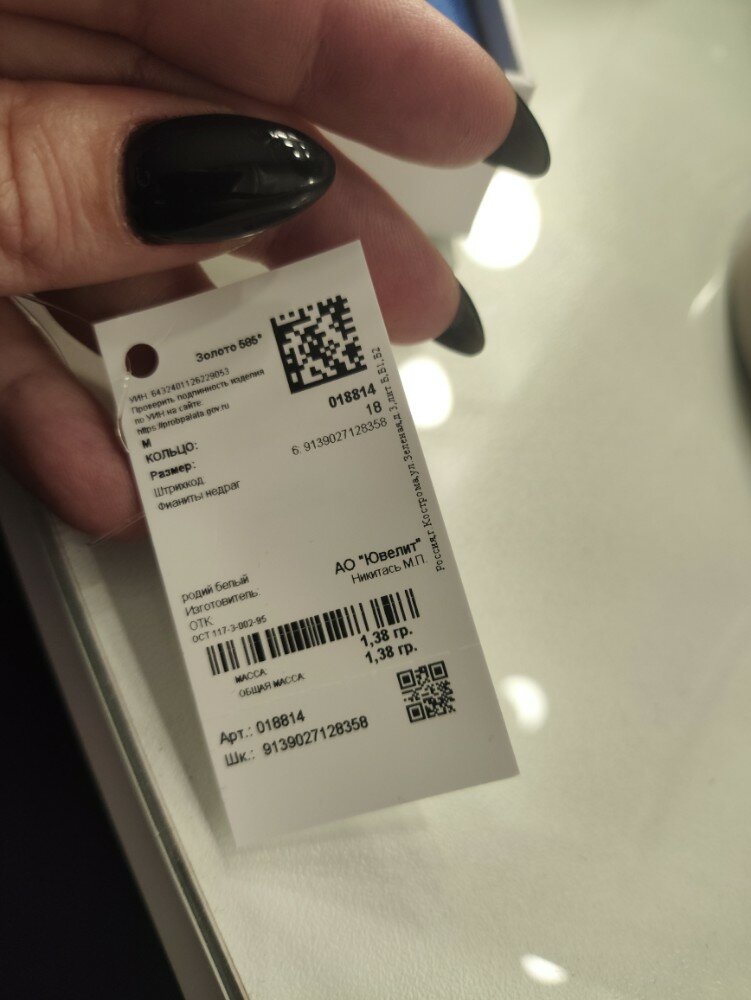 Золото 585°
УИН: 6432401126229053
Проверить подлинность изделия
по УИН на сайте:
https://probpalata.gov.ru
М
КОЛЬЦО: 018814
Размер: 18
Штрихкод 6: 9139027128358
Фианиты недраг
родий белый
Изготовитель: АО "Ювелит"
ОТК Никитась М.П.
ОСТ 117-3-002-95
МАССА: 1,38 гр.
ОБЩАЯ МАССА: 1,38 гр.
Арт.: 018814
Шк.: 9139027128358
Россия,г Кострома,ул.Зеленая,д 3,лит Б,Б1,Б2